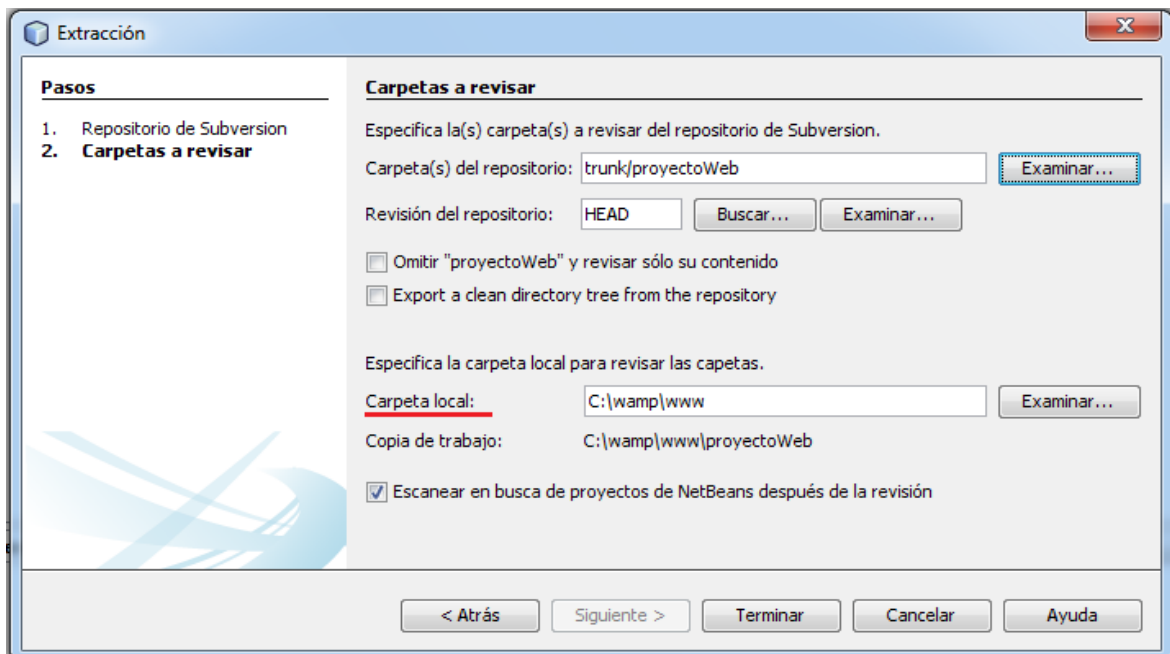 Extracción
Pasos
1. Repositorio de Subversion
2. Carpetas a revisar
Carpetas a revisar
Especifica la(s) carpeta(s) a revisar del repositorio de Subversion.
Carpeta(s) del repositorio: trunk/proyectoWeb Examinar...
Revisión del repositorio: HEAD Buscar... Examinar...
Omitir "proyectoWeb" y revisar sólo su contenido
Export a clean directory tree from the repository
Especifica la carpeta local para revisar las capetas.
Carpeta local: C:\wamp\www Examinar...
Copia de trabajo: C:\wamp\www\proyectoWeb
Escanear en busca de proyectos de NetBeans después de la revisión
< Atrás Siguiente > Terminar Cancelar Ayuda